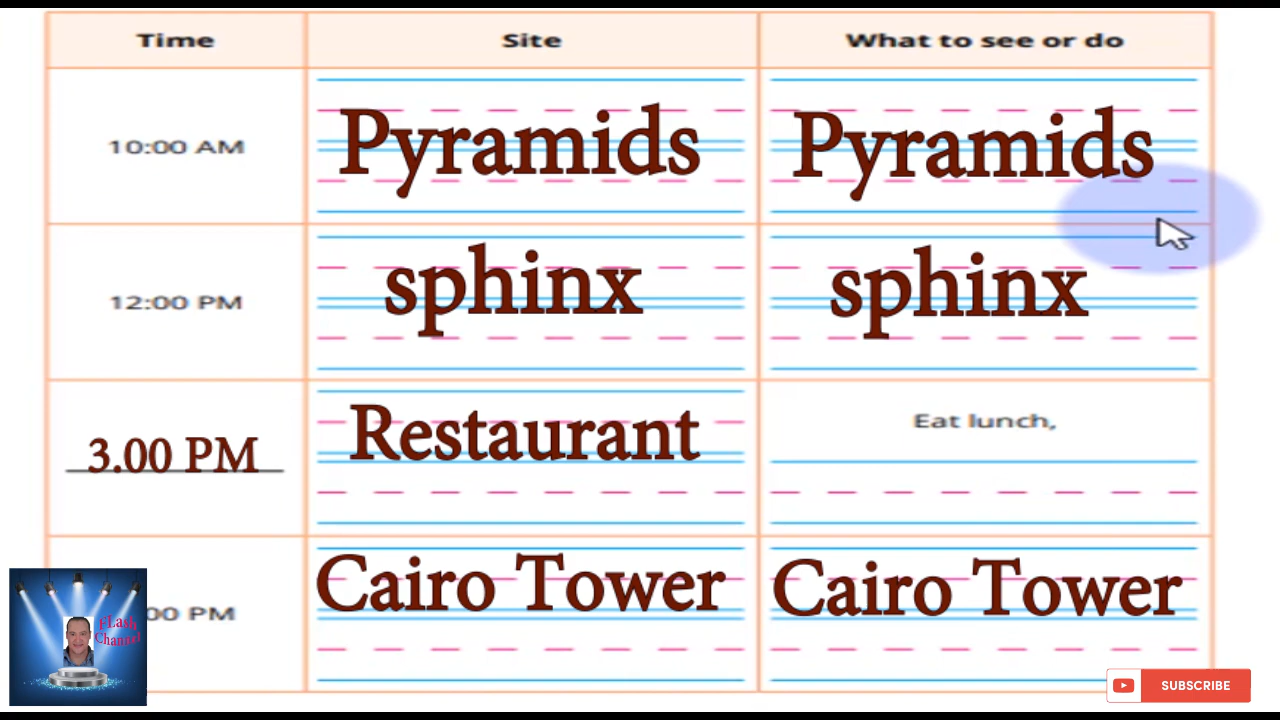 Time Site What to see or do
10:00 AM Pyramids Pyramids
12:00 PM sphinx sphinx
3.00 PM Restaurant Eat lunch,
00 PM Cairo Tower Cairo Tower
FLash
Channel
SUBSCRIBE